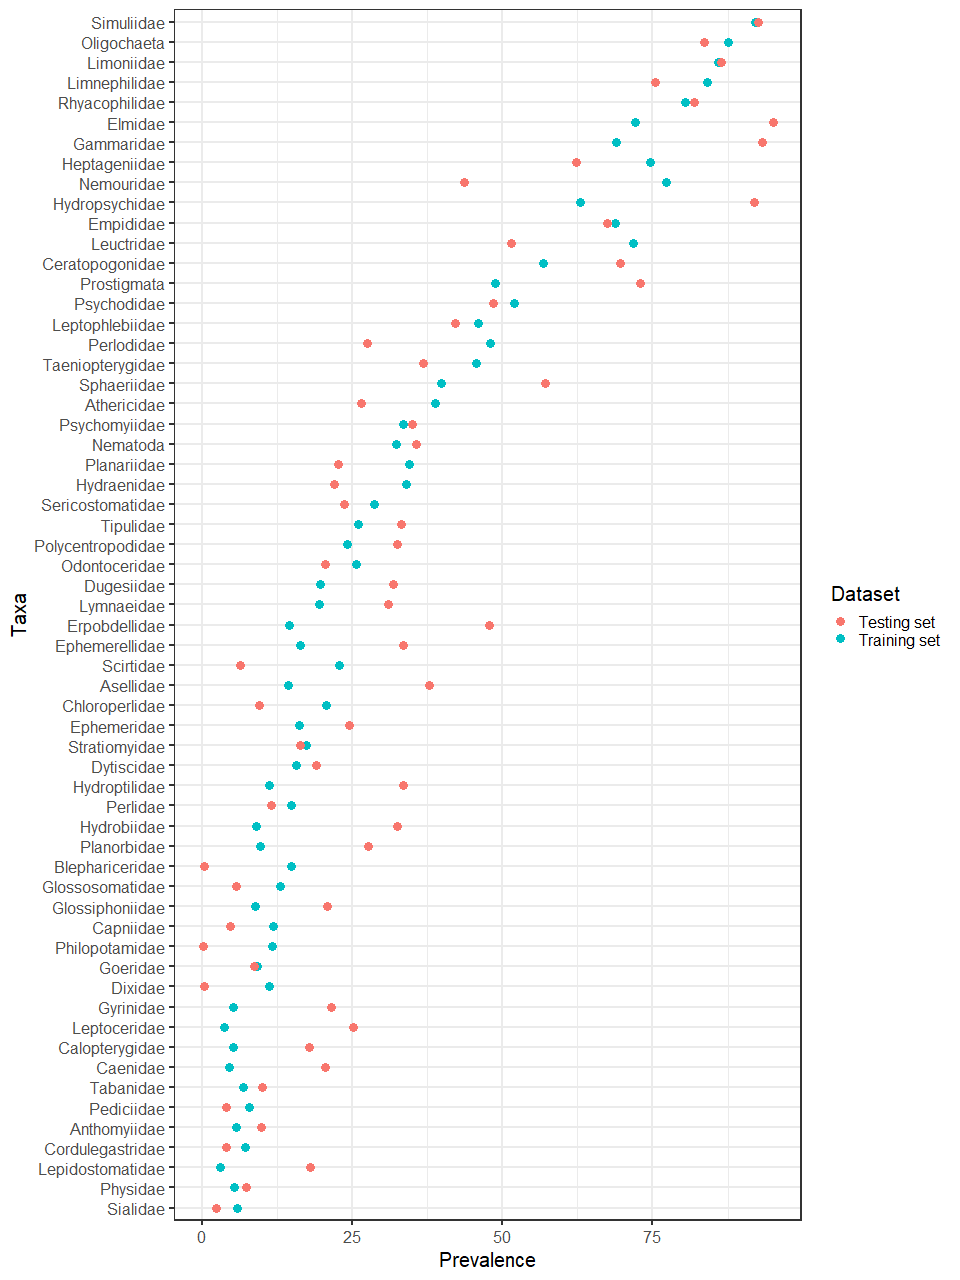 Simuliidae
Oligochaeta
Limoniidae
Limnephilidae
Rhyacophilidae
Elmidae
Gammaridae
Heptageniidae
Nemouridae
Hydropsychidae
Empididae
Leuctridae
Ceratopogonidae
Prostigmata
Psychodidae
Leptophlebiidae
Perlodidae
Taeniopterygidae
Sphaeriidae
Athericidae
Psychomyiidae
Nematoda
Planariidae
Hydraenidae
Sericostomatidae
Tipulidae
Polycentropodidae
Odontoceridae
Dugesiidae
Lymnaeidae
Erpobdellidae
Ephemerellidae
Scirtidae
Asellidae
Chloroperlidae
Ephemeridae
Stratiomyidae
Dytiscidae
Hydroptilidae
Perlidae
Hydrobiidae
Planorbidae
Blephariceridae
Glossosomatidae
Glossiphoniidae
Capniidae
Philopotamidae
Goeridae
Dixidae
Gyrinidae
Leptoceridae
Calopterygidae
Caenidae
Tabanidae
Pediciidae
Anthomyiidae
Cordulegastridae
Lepidostomatidae
Physidae
Sialidae
Taxa
0 25 50 75
Prevalence
Dataset
Testing set
Training set